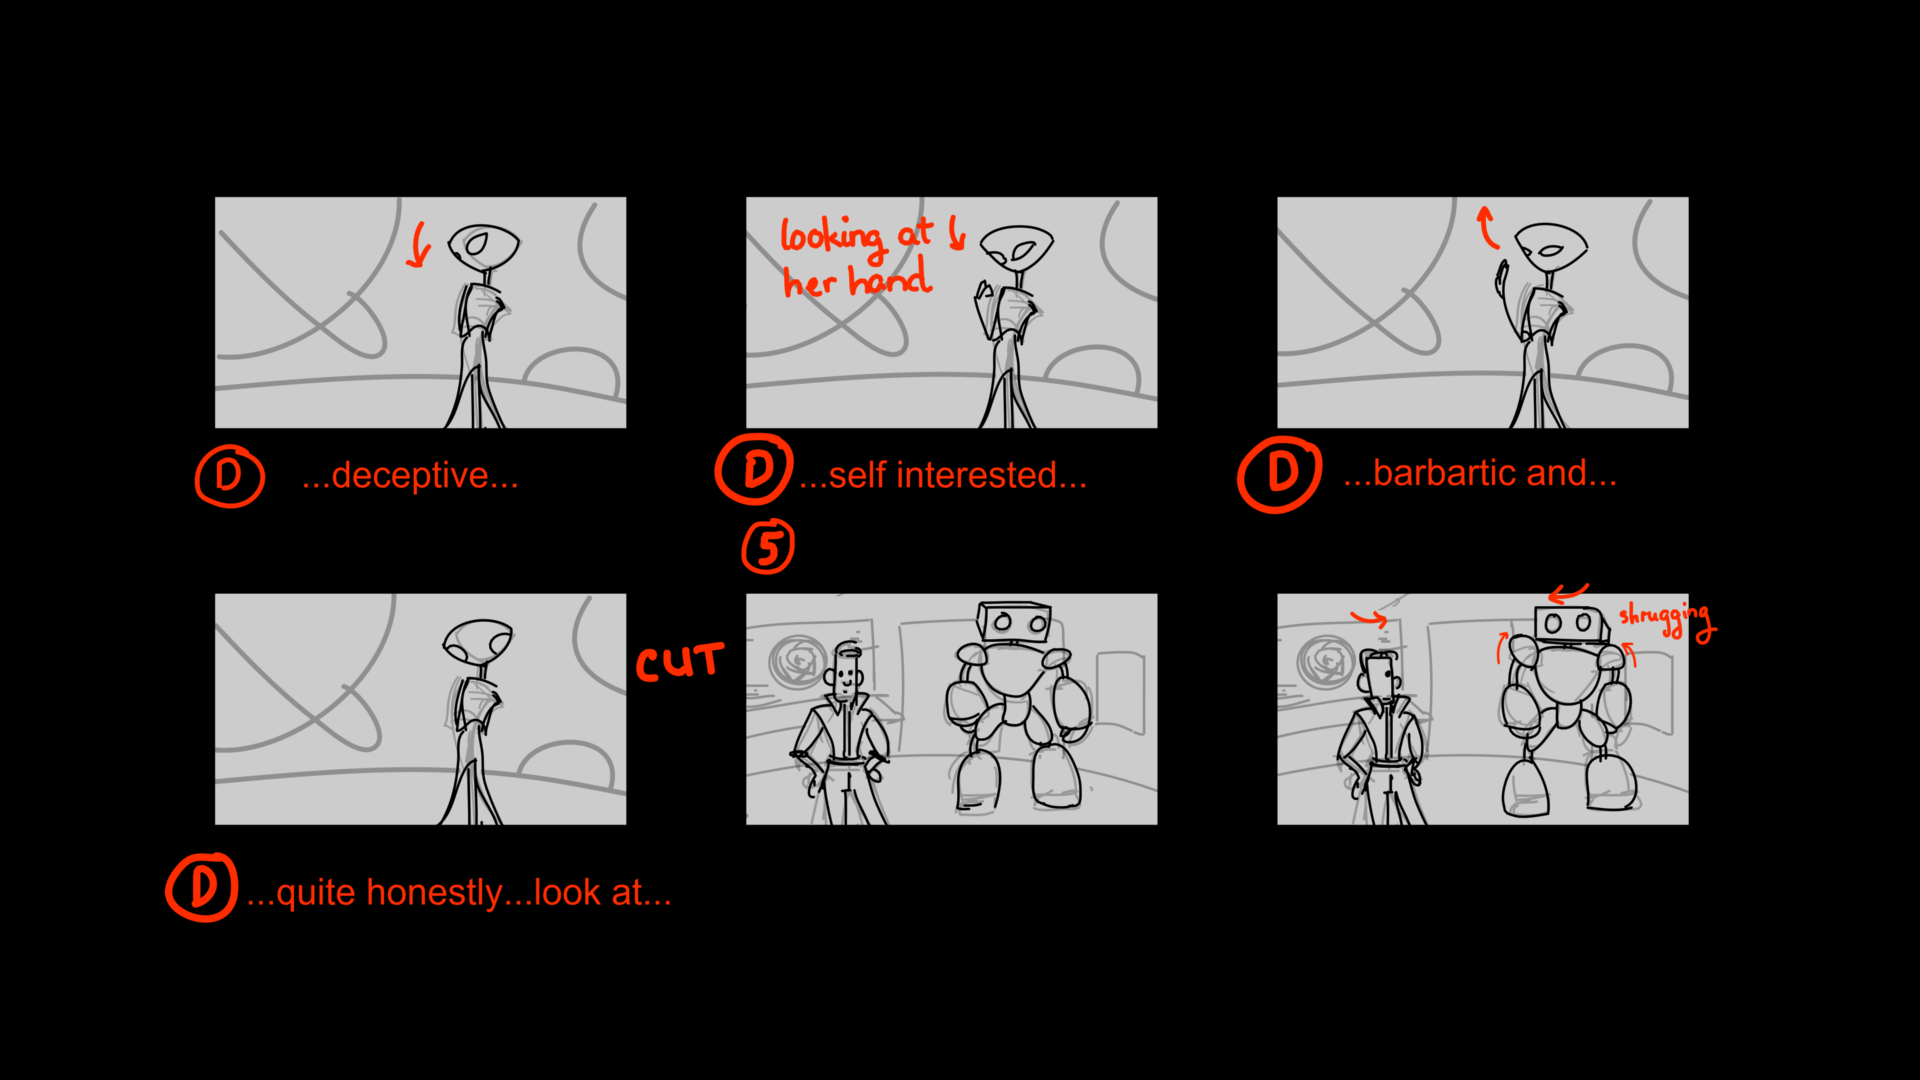 looking at
her hand
D ...deceptive...
D ...self interested...
D ...barbartic and...
5
CUT
shrugging
D ...quite honestly...look at...